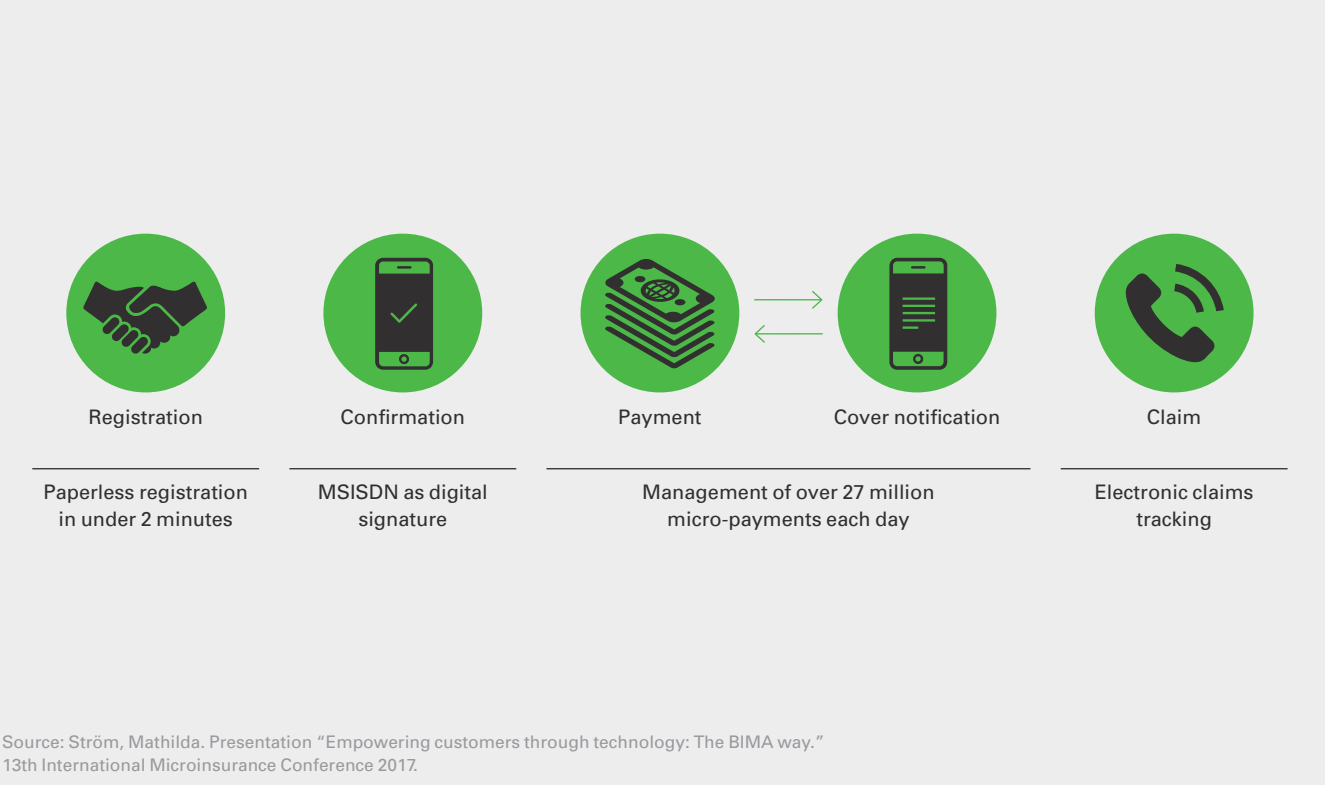 Registration
Confirmation
Payment
Cover notification
Claim
Paperless registration
in under 2 minutes
MSISDN as digital
signature
Management of over 27 million
micro-payments each day
Electronic claims
tracking
Source: Ström, Mathilda. Presentation “Empowering customers through technology: The BIMA way.”
13th International Microinsurance Conference 2017.